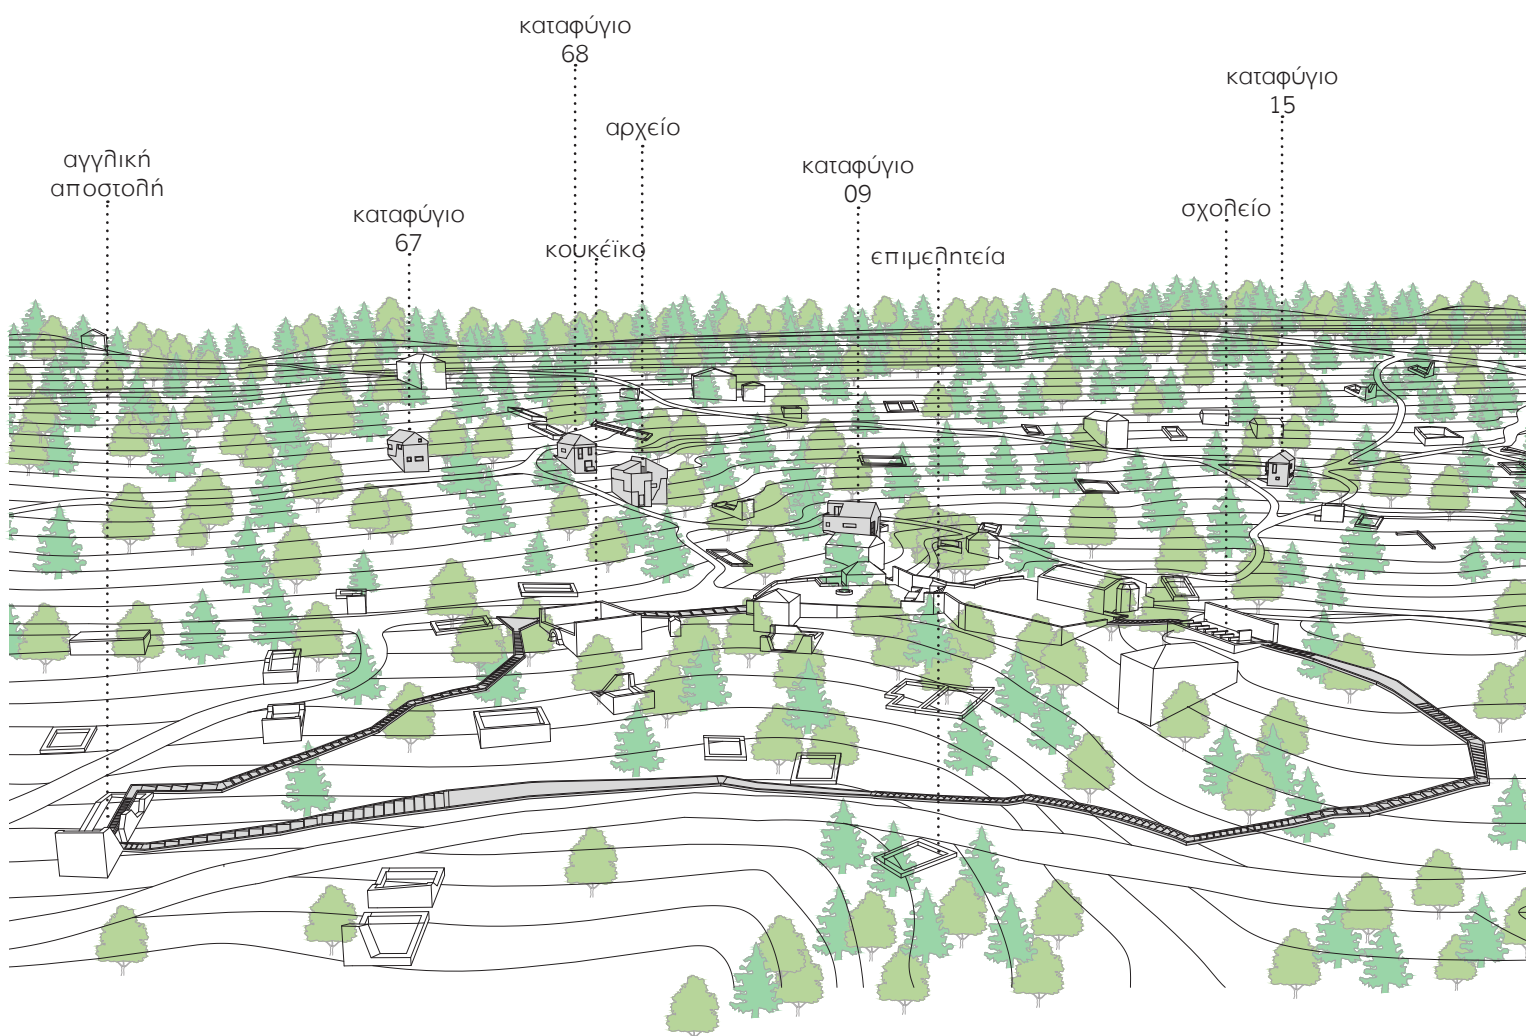 καταφύγιο
68
καταφύγιο
15
αρχείο
αγγλική
αποστολή
καταφύγιο
09
καταφύγιο
67
σχολείο
κουκέϊκο
επιμελητεία